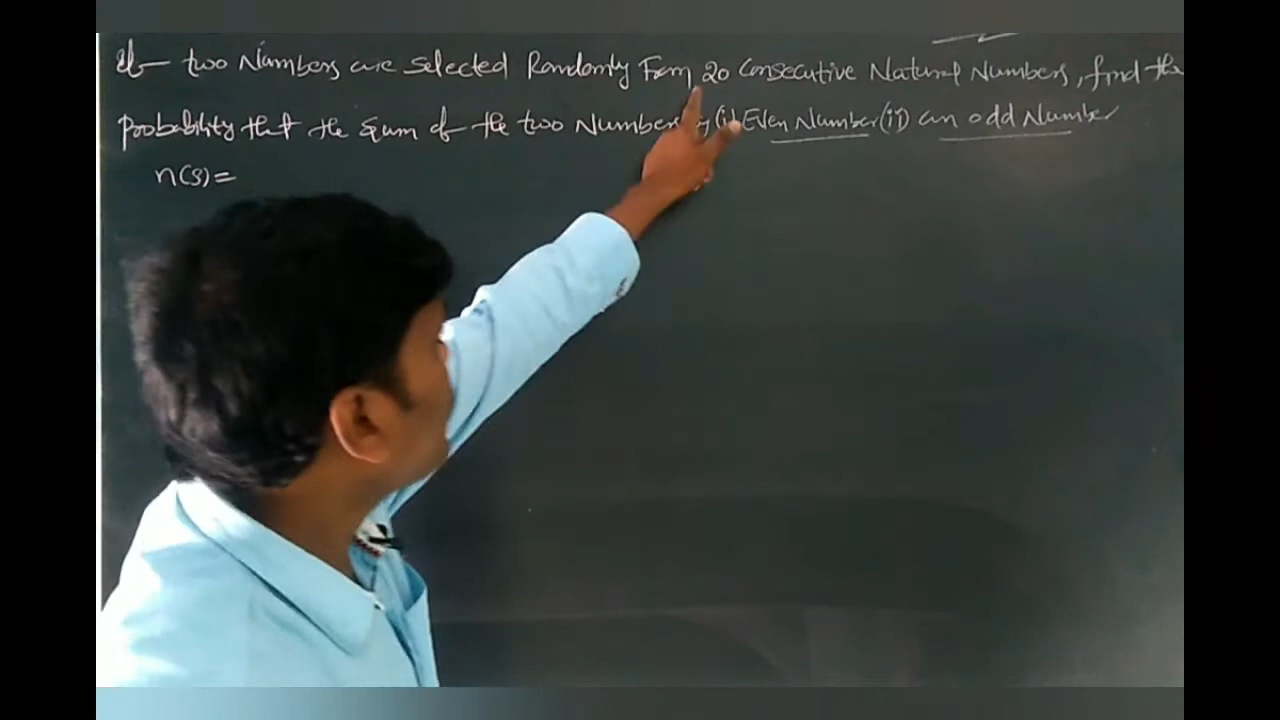 If two Numbers are Selected Randomly From 20 Consecutive Natural Numbers, find the
probability that the Sum of the two Numbers (i) Even Number (ii) an odd Number
n(S)=